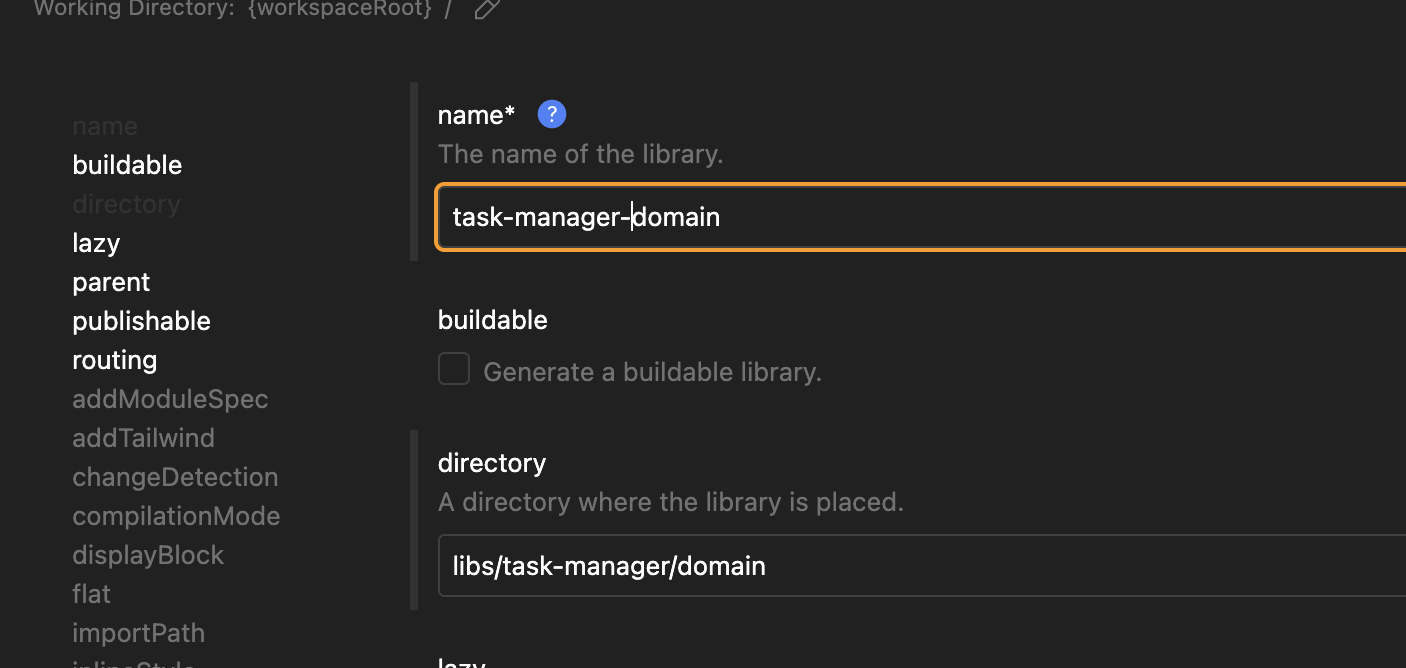 Working Directory: {workspaceRoot} /
name
buildable
directory
lazy
parent
publishable
routing
addModuleSpec
addTailwind
changeDetection
compilationMode
displayBlock
flat
importPath
inlineStyle
name* ?
The name of the library.
task-manager-domain
buildable
Generate a buildable library.
directory
A directory where the library is placed.
libs/task-manager/domain
lazy